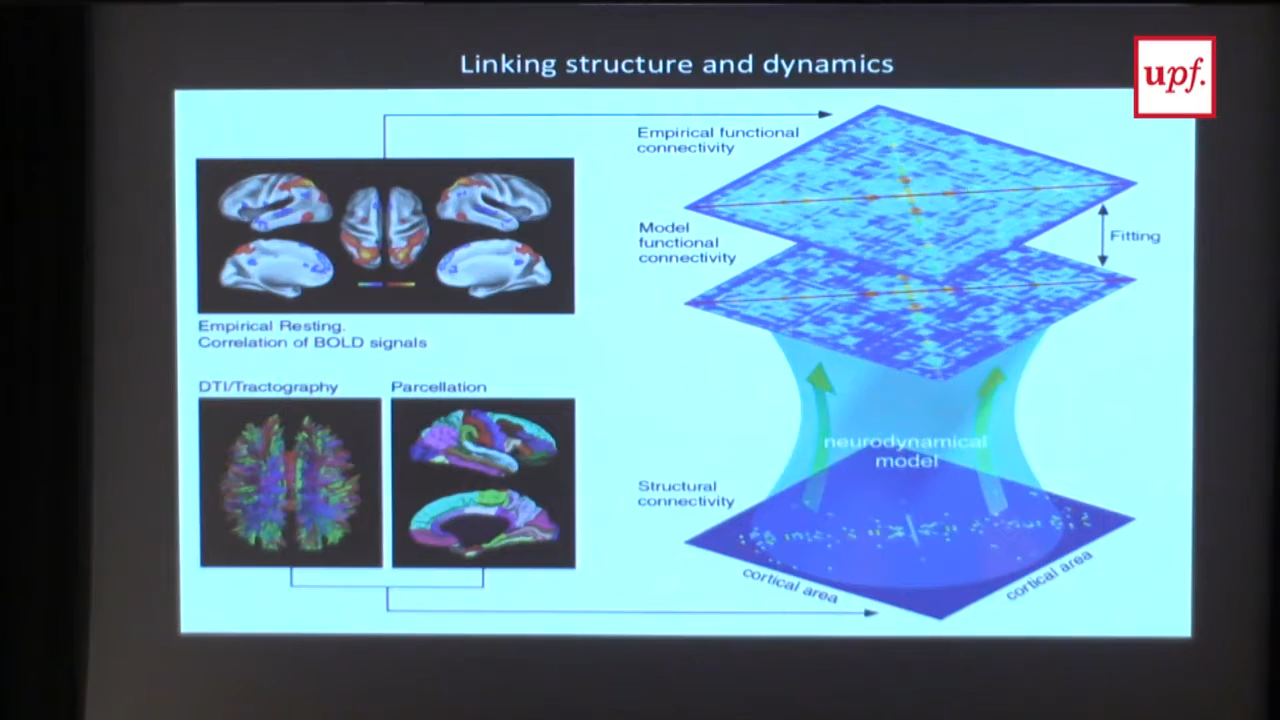 Linking structure and dynamics
upf.
Empirical functional
connectivity
Model
functional
connectivity
Fitting
Empirical Resting.
Correlation of BOLD signals
DTI/Tractography
Parcellation
neurodynamical
model
Structural
connectivity
cortical area
cortical area